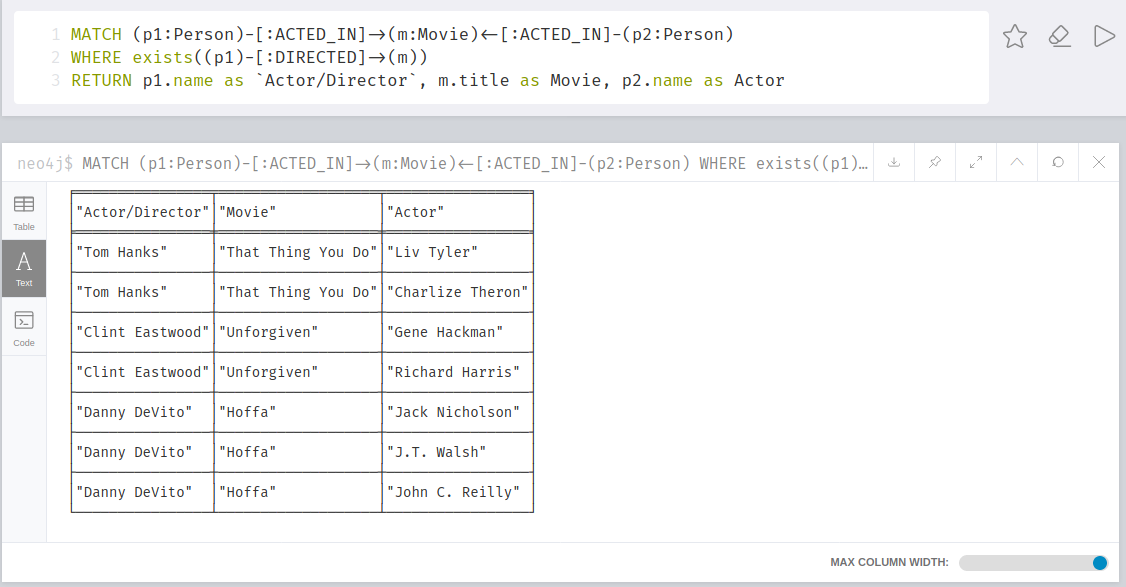 1 MATCH (p1:Person)-[:ACTED_IN]→(m:Movie)←[:ACTED_IN]-(p2:Person)
2 WHERE exists((p1)-[:DIRECTED]→(m))
3 RETURN p1.name as `Actor/Director`, m.title as Movie, p2.name as Actor
neo4j$ MATCH (p1:Person)-[:ACTED_IN]→(m:Movie)←[:ACTED_IN]-(p2:Person) WHERE exists((p1)…
Table
A
Text
Code
"Actor/Director" "Movie" "Actor"
"Tom Hanks" "That Thing You Do" "Liv Tyler"
"Tom Hanks" "That Thing You Do" "Charlize Theron"
"Clint Eastwood" "Unforgiven" "Gene Hackman"
"Clint Eastwood" "Unforgiven" "Richard Harris"
"Danny DeVito" "Hoffa" "Jack Nicholson"
"Danny DeVito" "Hoffa" "J.T. Walsh"
"Danny DeVito" "Hoffa" "John C. Reilly"
MAX COLUMN WIDTH: